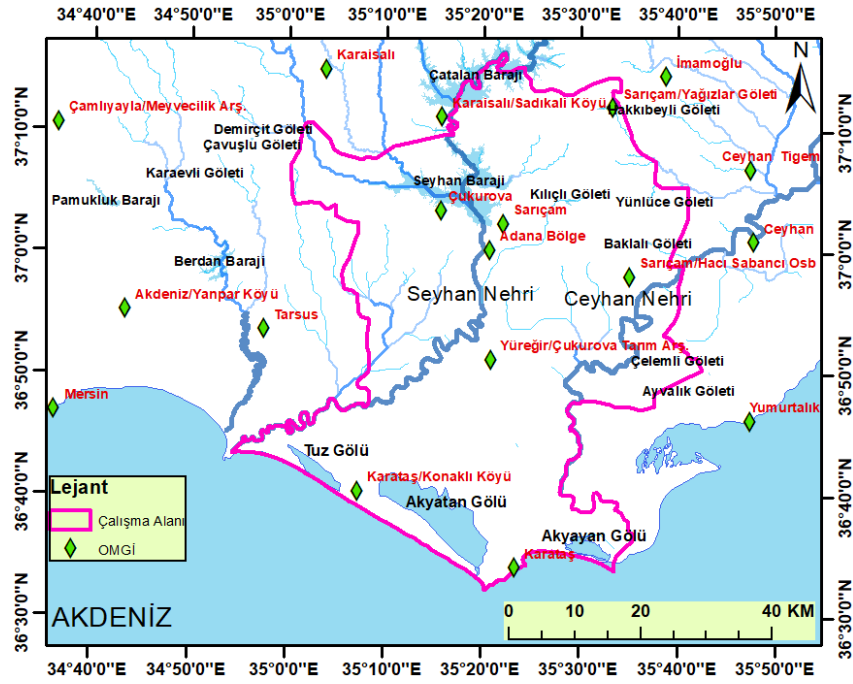 34°40'0"E 34°50'0"E 35°0'0"E 35°10'0"E 35°20'0"E 35°30'0"E 35°40'0"E 35°50'0"E
N
Karaisalı
İmamoğlu
Çatalan Barajı
Sarıçam/Yağızlar Göleti
Çamlıyayla/Meyvecilik Arş.
Karaisalı/Sadıkali Köyü
Hakkıbeyli Göleti
37°10'0"N 37°10'0"N
Demirçit Göleti
Çavuşlu Göleti
Ceyhan Tigem
Karaevli Göleti
Seyhan Baraji
Pamukluk Barajı
Çukurova
Kılıçlı Göleti
Yünlüce Göleti
Sarıçam
Adana Bölge
Ceyhan
Baklalı Göleti
37°0'0"N 37°0'0"N
Berdan Baraji
Sarıçam/Hacı Sabancı Osb
Akdeniz/Yanpar Köyü
Seyhan Nehri
Ceyhan Nehri
Tarsus
Yüreğir/Çukurova Tarım Arş.
Çelemli Göleti
36°50'0"N 36°50'0"N
Mersin
Ayvalık Göleti
Yumurtalık
Tuz Gölü
Karataş/Konaklı Köyü
36°40'0"N 36°40'0"N
Lejant
Akyatan Gölü
Çalışma Alanı
OMGİ
Akyayan Gölü
Karataş
AKDENİZ
0 10 20 40 KM
36°30'0"N 36°30'0"N
34°40'0"E 34°50'0"E 35°0'0"E 35°10'0"E 35°20'0"E 35°30'0"E 35°40'0"E 35°50'0"E